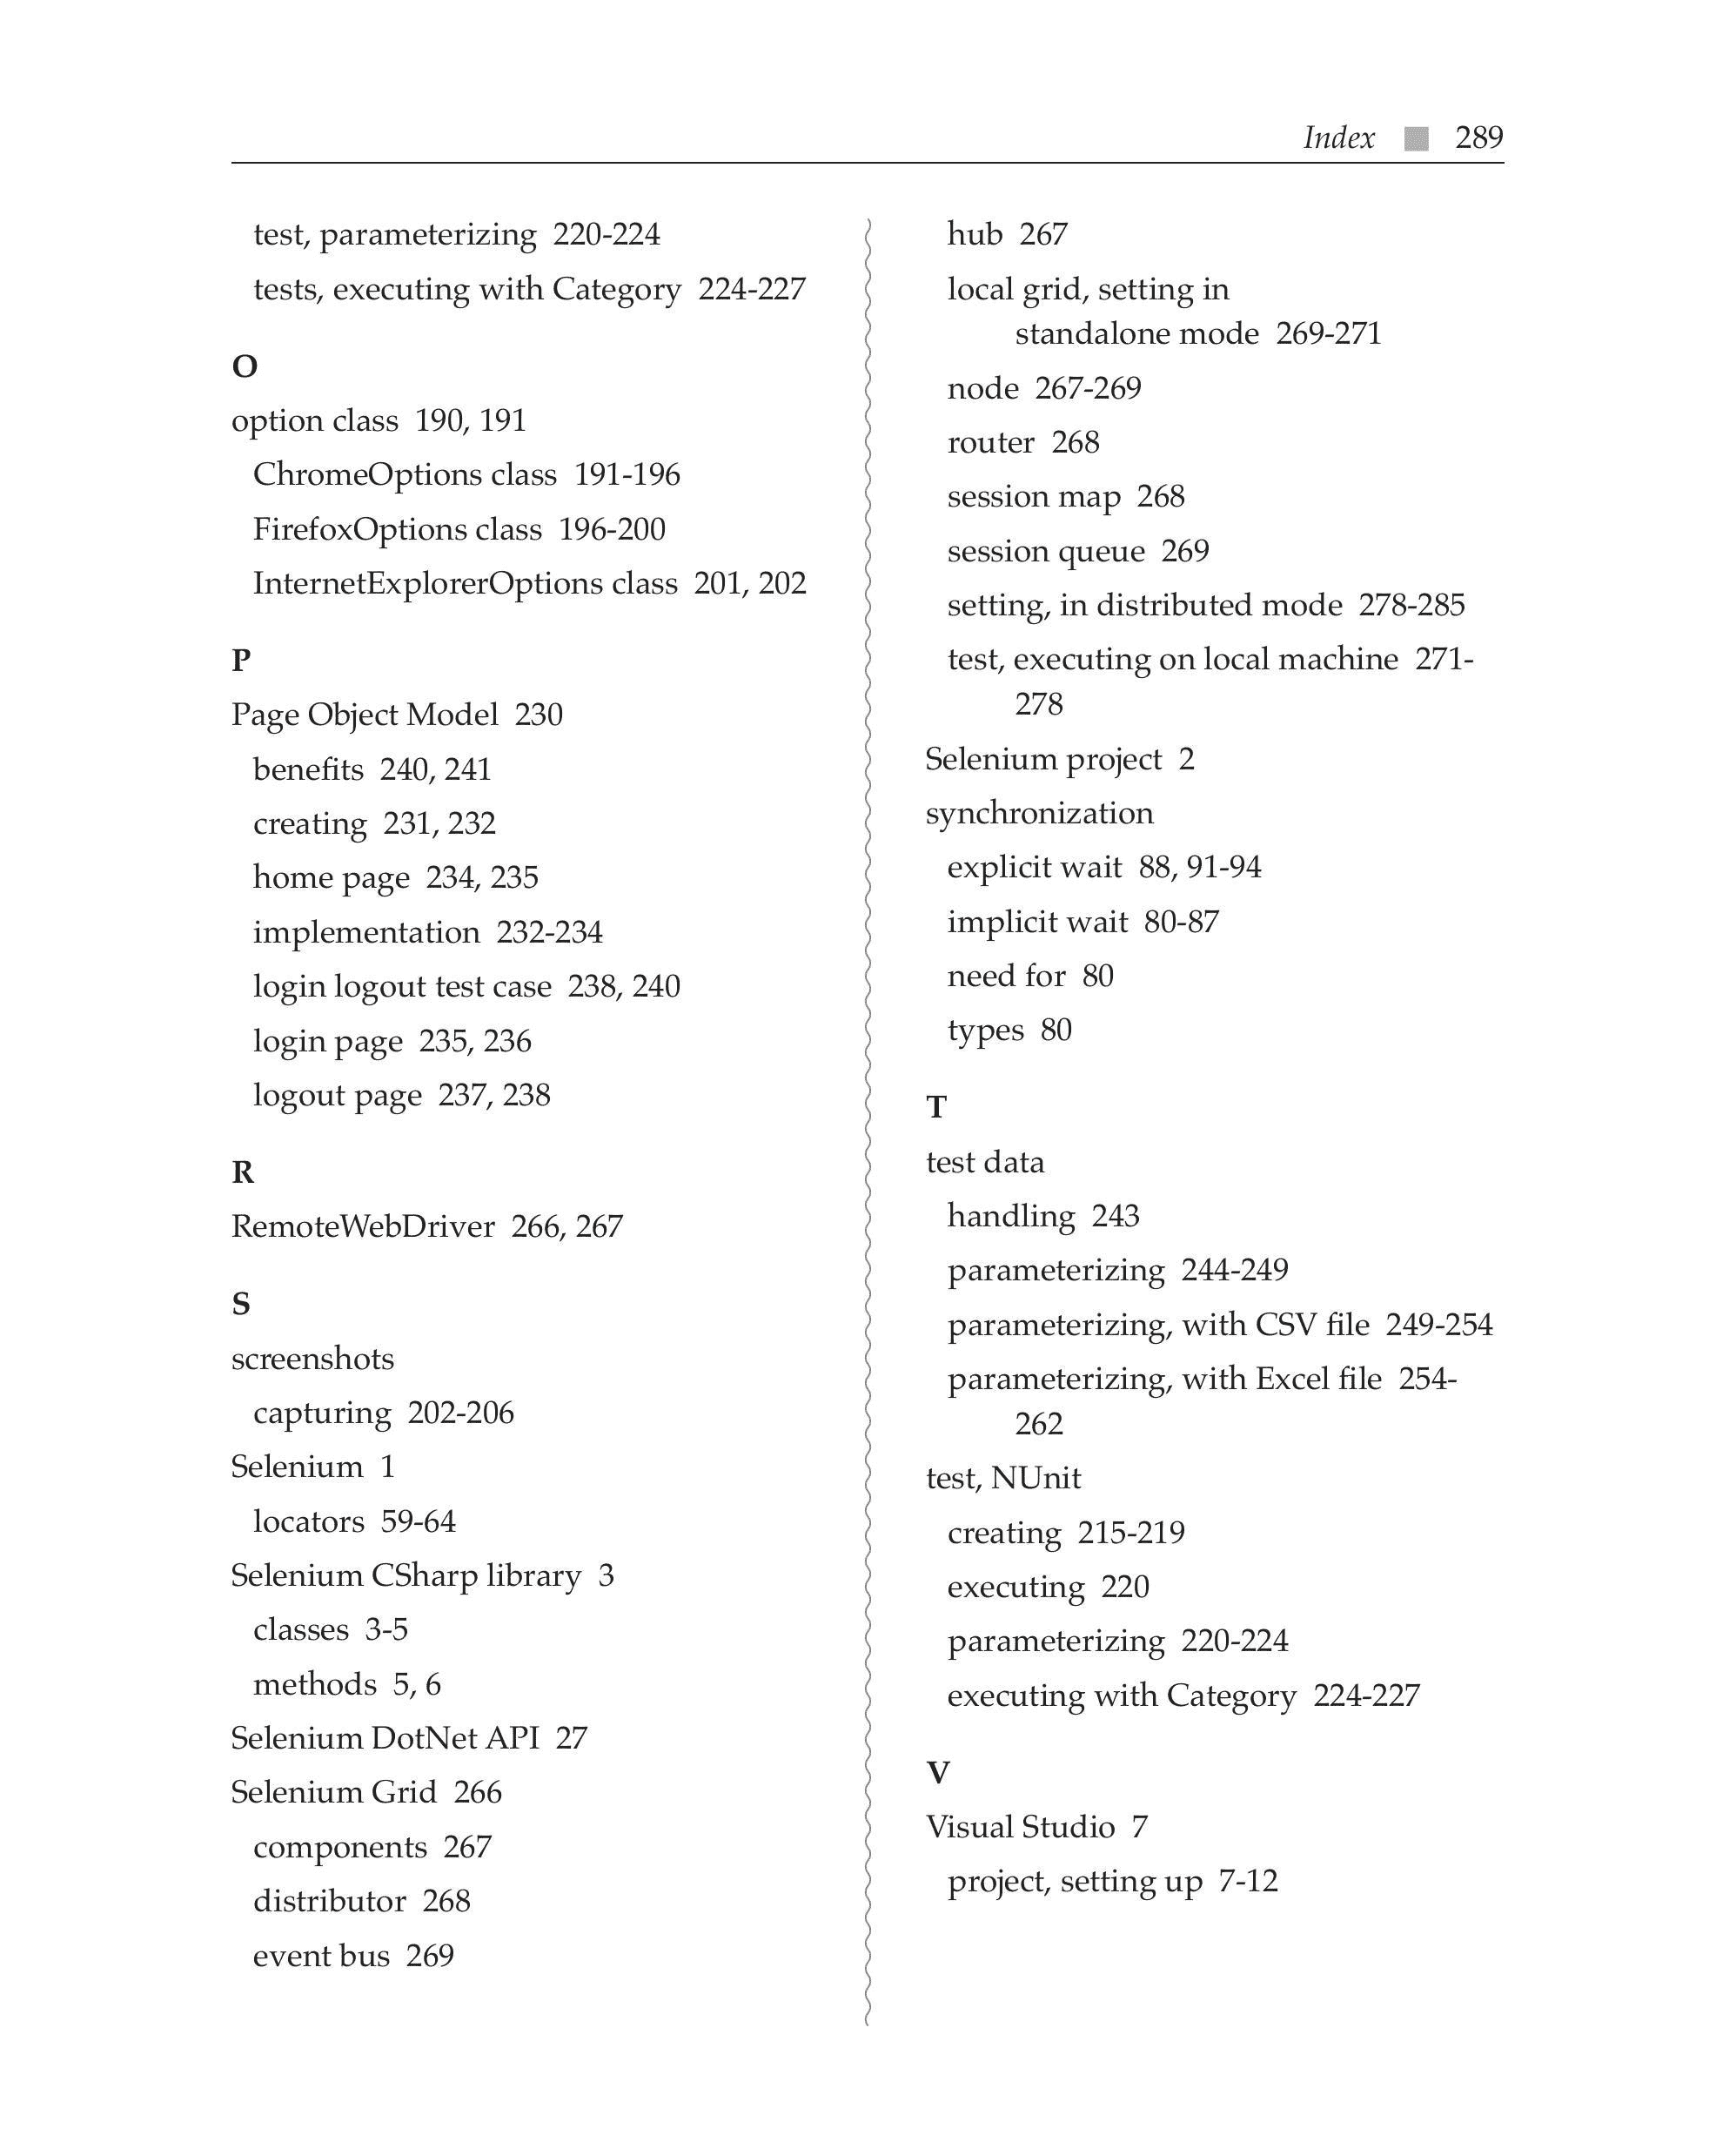 Index 289
test, parameterizing 220-224
tests, executing with Category 224-227
O
option class 190, 191
ChromeOptions class 191-196
FirefoxOptions class 196-200
InternetExplorerOptions class 201, 202
P
Page Object Model 230
benefits 240, 241
creating 231, 232
home page 234, 235
implementation 232-234
login logout test case 238, 240
login page 235, 236
logout page 237, 238
R
RemoteWebDriver 266, 267
S
screenshots
capturing 202-206
Selenium 1
locators 59-64
Selenium CSharp library 3
classes 3-5
methods 5, 6
Selenium DotNet API 27
Selenium Grid 266
components 267
distributor 268
event bus 269
hub 267
local grid, setting in
standalone mode 269-271
node 267-269
router 268
session map 268
session queue 269
setting, in distributed mode 278-285
test, executing on local machine 271-
278
Selenium project 2
synchronization
explicit wait 88, 91-94
implicit wait 80-87
need for 80
types 80
T
test data
handling 243
parameterizing 244-249
parameterizing, with CSV file 249-254
parameterizing, with Excel file 254-
262
test, NUnit
creating 215-219
executing 220
parameterizing 220-224
executing with Category 224-227
V
Visual Studio 7
project, setting up 7-12